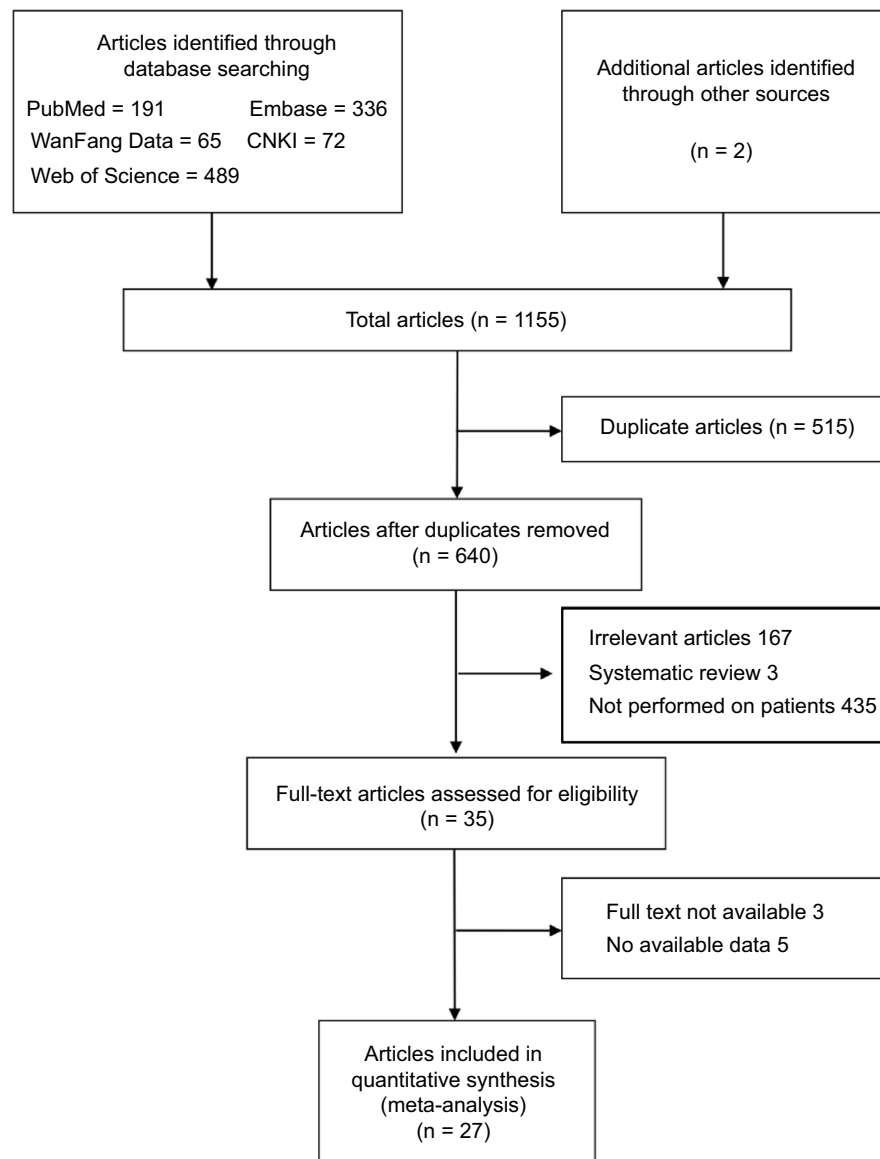 Articles identified through
database searching
PubMed = 191 Embase = 336
WanFang Data = 65 CNKI = 72
Web of Science = 489
Additional articles identified
through other sources
(n = 2)
Total articles (n = 1155)
Duplicate articles (n = 515)
Articles after duplicates removed
(n = 640)
Irrelevant articles 167
Systematic review 3
Not performed on patients 435
Full-text articles assessed for eligibility
(n = 35)
Full text not available 3
No available data 5
Articles included in
quantitative synthesis
(meta-analysis)
(n = 27)